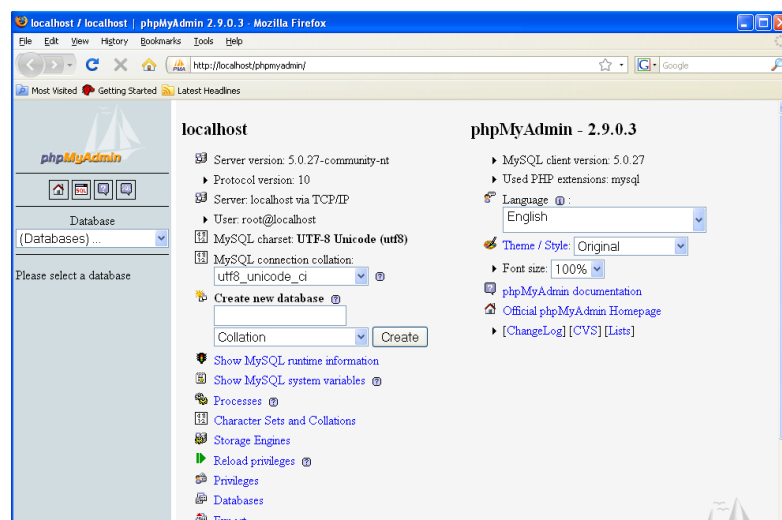 localhost / localhost | phpMyAdmin 2.9.0.3 - Mozilla Firefox
File Edit View History Bookmarks Tools Help
PMA http://localhost/phpmyadmin/ G Google
Most Visited Getting Started Latest Headlines
phpMyAdmin
SQL
Database
(Databases) ...
Please select a database
localhost
Server version: 5.0.27-community-nt
Protocol version: 10
Server: localhost via TCP/IP
User: root@localhost
MySQL charset: UTF-8 Unicode (utf8)
MySQL connection collation:
utf8_unicode_ci
Create new database
Collation Create
Show MySQL runtime information
Show MySQL system variables
Processes
Character Sets and Collations
Storage Engines
Reload privileges
Privileges
Databases
Export
phpMyAdmin - 2.9.0.3
MySQL client version: 5.0.27
Used PHP extensions: mysql
Language :
English
Theme / Style: Original
Font size: 100%
phpMyAdmin documentation
Official phpMyAdmin Homepage
[ChangeLog] [CVS] [Lists]